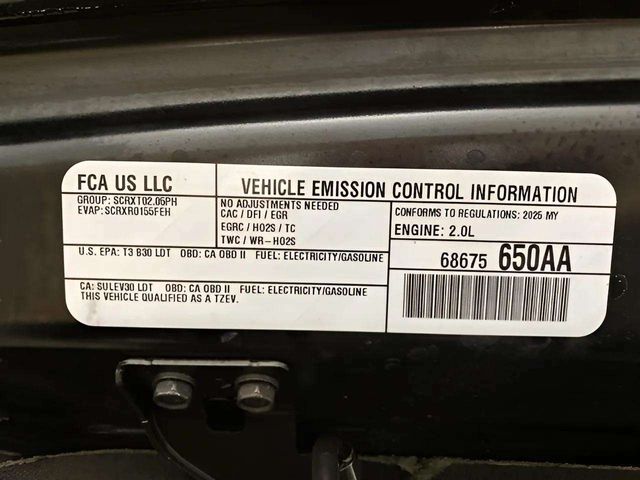 FCA US LLC
GROUP: SCRXT02.05PH
EVAP: SCRXR0155FEH
VEHICLE EMISSION CONTROL INFORMATION
NO ADJUSTMENTS NEEDED
CAC / DFI / EGR
EGRC / HO2S / TC
TWC / WR-HO2S
CONFORMS TO REGULATIONS: 2025 MY
ENGINE: 2.0L
U.S. EPA: T3 B30 LDT OBD: CA OBD II FUEL: ELECTRICITY/GASOLINE
68675 650AA
CA: SULEV30 LDT OBD: CA OBD II FUEL: ELECTRICITY/GASOLINE
THIS VEHICLE QUALIFIED AS A TZEV.